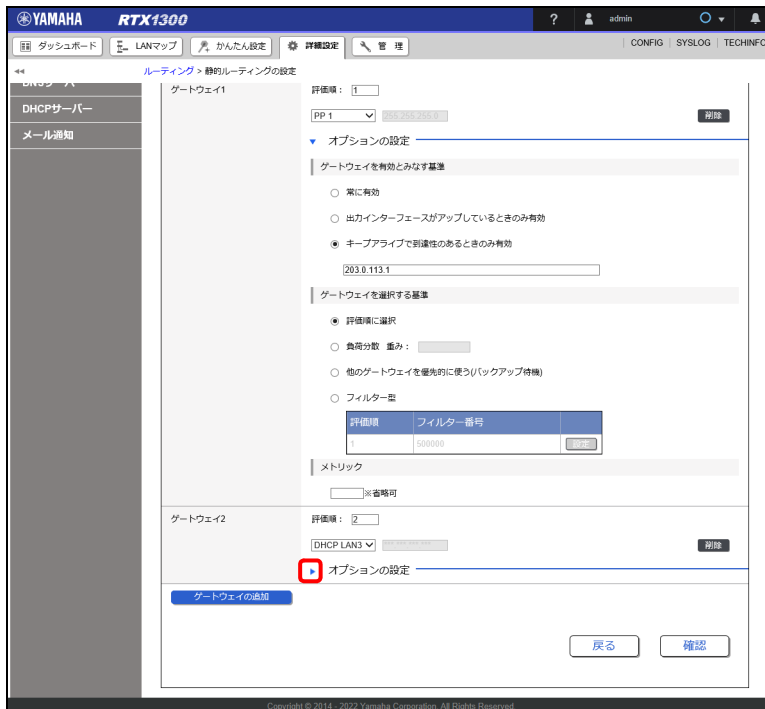 YAMAHA RTX1300 ? admin
ダッシュボード LANマップ かんたん設定 詳細設定 管 理 CONFIG SYSLOG TECHINFO
ルーティング > 静的ルーティングの設定
DNSサーバー
DHCPサーバー
メール通知
ゲートウェイ1 評価順： 1
PP 1 255.255.255.0 削除
オプションの設定
ゲートウェイを有効とみなす基準
常に有効
出力インターフェースがアップしているときのみ有効
キープアライブで到達性のあるときのみ有効
203.0.113.1
ゲートウェイを選択する基準
評価順に選択
負荷分散 重み：
他のゲートウェイを優先的に使う(バックアップ待機)
フィルター型
評価順 フィルター番号
1 500000 設定
メトリック
※省略可
ゲートウェイ2 評価順： 2
DHCP LAN3 削除
オプションの設定
ゲートウェイの追加
戻る 確認
Copyright © 2014 - 2022 Yamaha Corporation. All Rights Reserved.